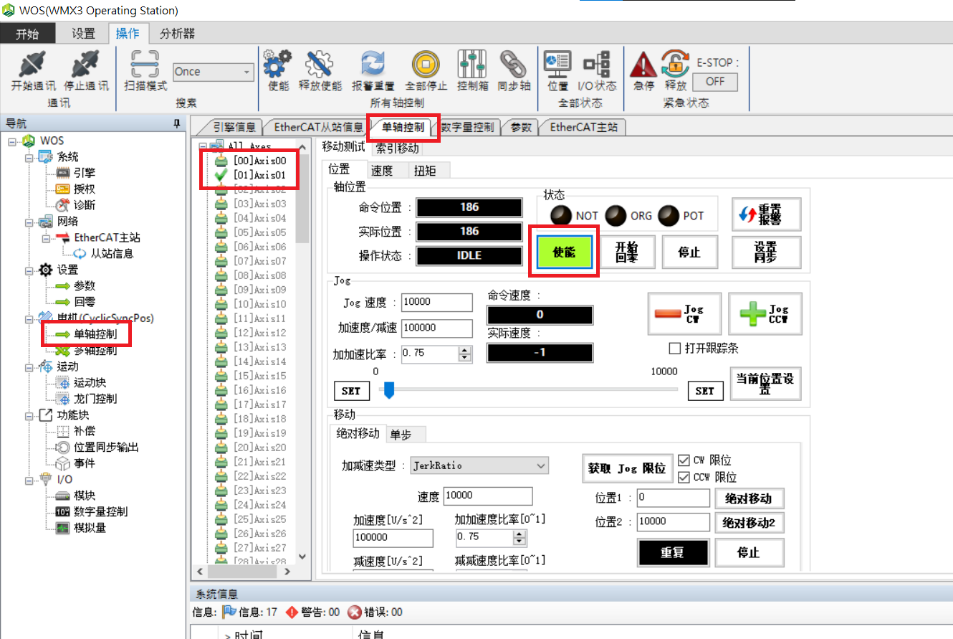 WOS(WMX3 Operating Station)
开始 设置 操作 分析器
开始通讯 停止通讯 扫描模式 Once 使能 释放使能 报警重置 全部停止 控制箱 同步轴 位置 I/O状态 急停 释放 E-STOP : OFF
通讯 搜素 所有轴控制 全部状态 紧急状态
导航
WOS
系统
引擎
授权
诊断
网络
EtherCAT主站
从站信息
设置
参数
回零
电机(CyclicSyncPos)
单轴控制
多轴控制
运动
运动块
龙门控制
功能块
补偿
位置同步输出
事件
I/O
模块
数字量控制
模拟量
引擎信息 EtherCAT从站信息 单轴控制 数字量控制 参数 EtherCAT主站
All Axes
[00]Axis00
[01]Axis01
[02]Axis02
[03]Axis03
[04]Axis04
[05]Axis05
[06]Axis06
[07]Axis07
[08]Axis08
[09]Axis09
[10]Axis10
[11]Axis11
[12]Axis12
[13]Axis13
[14]Axis14
[15]Axis15
[16]Axis16
[17]Axis17
[18]Axis18
[19]Axis19
[20]Axis20
[21]Axis21
[22]Axis22
[23]Axis23
[24]Axis24
[25]Axis25
[26]Axis26
[27]Axis27
[28]Axis28
移动测试 索引移动
位置 速度 扭矩
轴位置
命令位置 : 186
实际位置 : 186
操作状态 : IDLE
状态
NOT ORG POT
重置报警
使能 开始回零 停止 设置同步
Jog
Jog 速度 : 10000
加速度/减速 100000
加加速比率 : 0.75
命令速度 :
0
实际速度 :
-1
Jog CW
Jog CCW
打开跟踪条
0 10000
SET SET 当前位置设置
移动
绝对移动 单步
加减速类型 : JerkRatio
速度 10000
加速度[U/s^2] 加加速度比率[0~1]
100000 0.75
减速度[U/s^2] 减减速度比率[0~1]
获取 Jog 限位 CW 限位
CCW 限位
位置1 : 0 绝对移动
位置2 : 10000 绝对移动2
重复 停止
系统信息
信息: 信息: 17 警告: 00 错误: 00
> 时间 信息